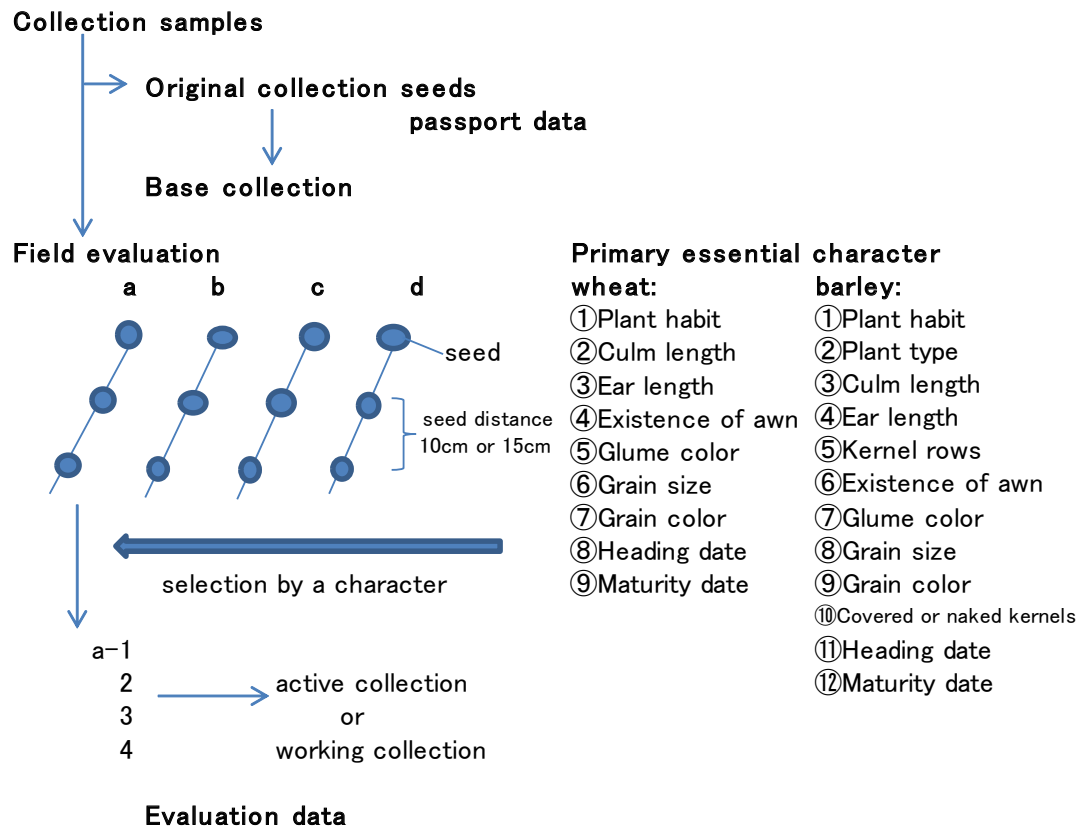 Collection samples
Original collection seeds
passport data
Base collection
Field evaluation
a b c d
seed
seed distance
10cm or 15cm
selection by a character
a-1
2
3
4
active collection
or
working collection
Evaluation data
Primary essential character
wheat:
①Plant habit
②Culm length
③Ear length
④Existence of awn
⑤Glume color
⑥Grain size
⑦Grain color
⑧Heading date
⑨Maturity date
barley:
①Plant habit
②Plant type
③Culm length
④Ear length
⑤Kernel rows
⑥Existence of awn
⑦Glume color
⑧Grain size
⑨Grain color
⑩Covered or naked kernels
⑪Heading date
⑫Maturity date